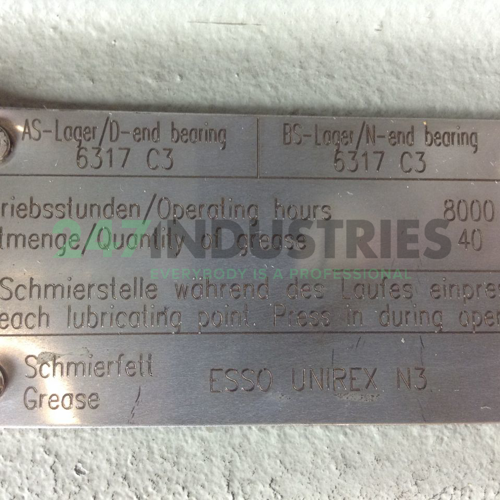 AS-Lager/D-end bearing BS-Lager/N-end bearing
6317 C3 6317 C3
riebsstunden/Operating hours 8000
tmenge/Quantity of grease 40
247 INDUSTRIES
EVERYBODY IS A PROFESSIONAL
Schmierstelle während des Laufes einpre
each lubricating point. Press in during oper
Schmierfett ESSO UNIREX N3
Grease